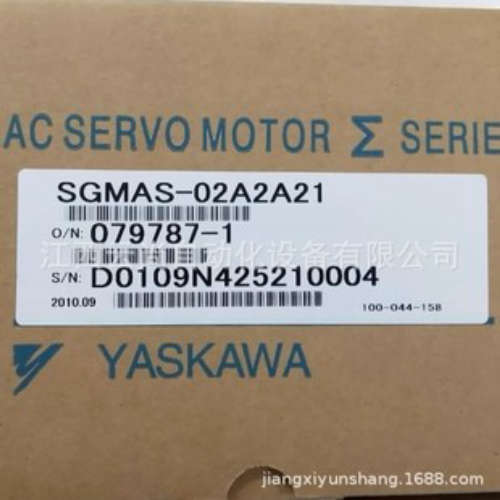 AC SERVO MOTOR Σ SERIE
SGMAS-02A2A21
O/N: 079787-1
S/N: D0109N425210004
2010.09
100-044-158
YASKAWA
jiangxiyunshang.1688.com